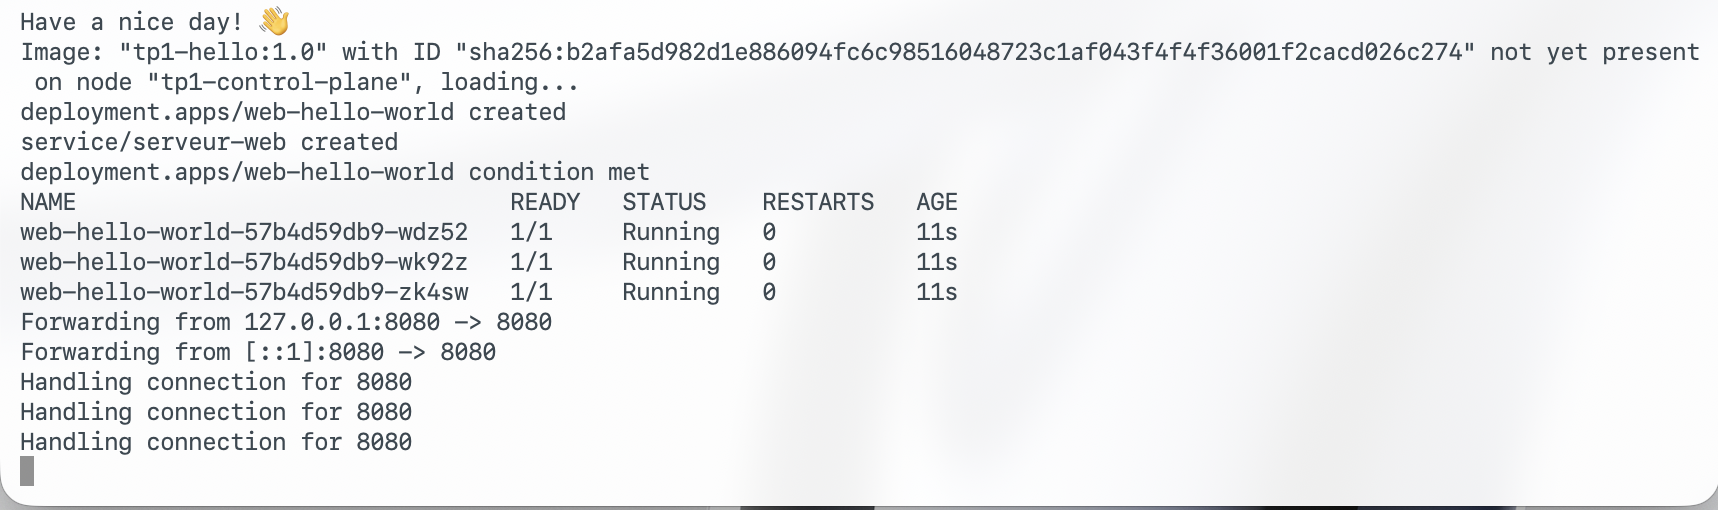 Have a nice day! 👋
Image: "tp1-hello:1.0" with ID "sha256:b2afa5d982d1e886094fc6c98516048723c1af043f4f4f36001f2cacd026c274" not yet present
 on node "tp1-control-plane", loading...
deployment.apps/web-hello-world created
service/serveur-web created
deployment.apps/web-hello-world condition met
NAME                               READY   STATUS    RESTARTS   AGE
web-hello-world-57b4d59db9-wdz52   1/1     Running   0          11s
web-hello-world-57b4d59db9-wk92z   1/1     Running   0          11s
web-hello-world-57b4d59db9-zk4sw   1/1     Running   0          11s
Forwarding from 127.0.0.1:8080 -> 8080
Forwarding from [::1]:8080 -> 8080
Handling connection for 8080
Handling connection for 8080
Handling connection for 8080